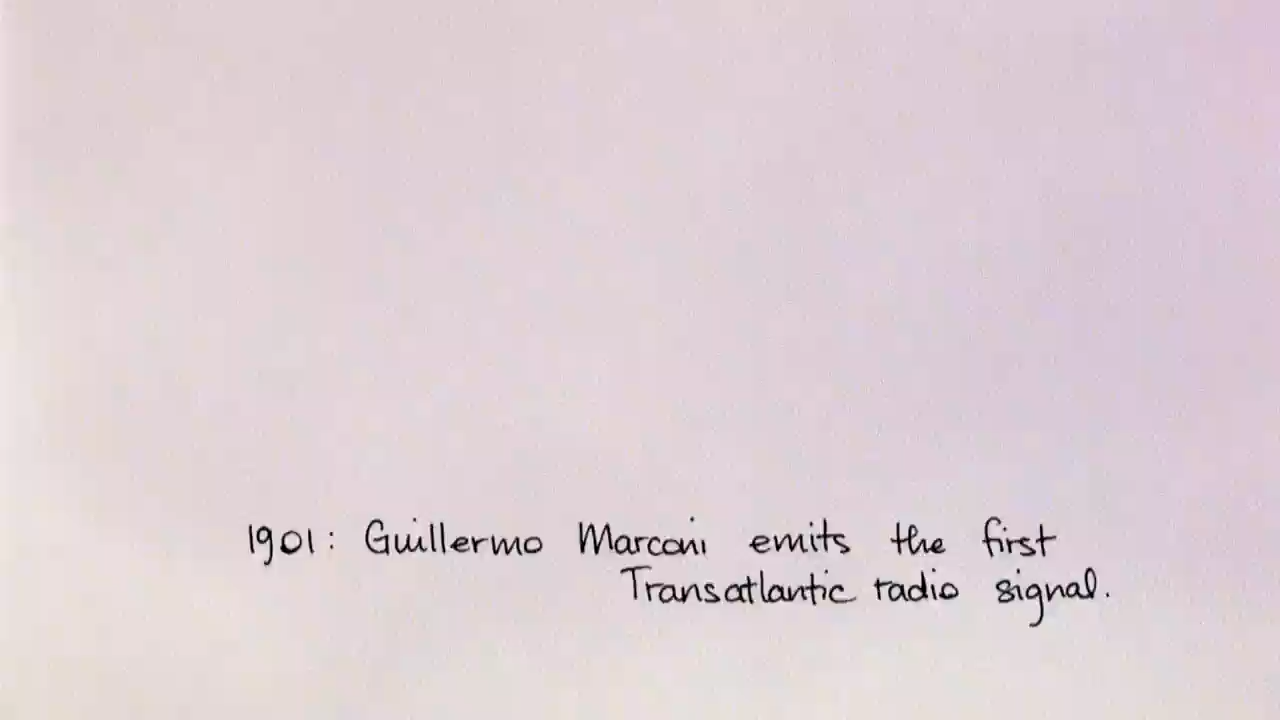 1901: Guillermo Marconi emits the first
Transatlantic radio signal.